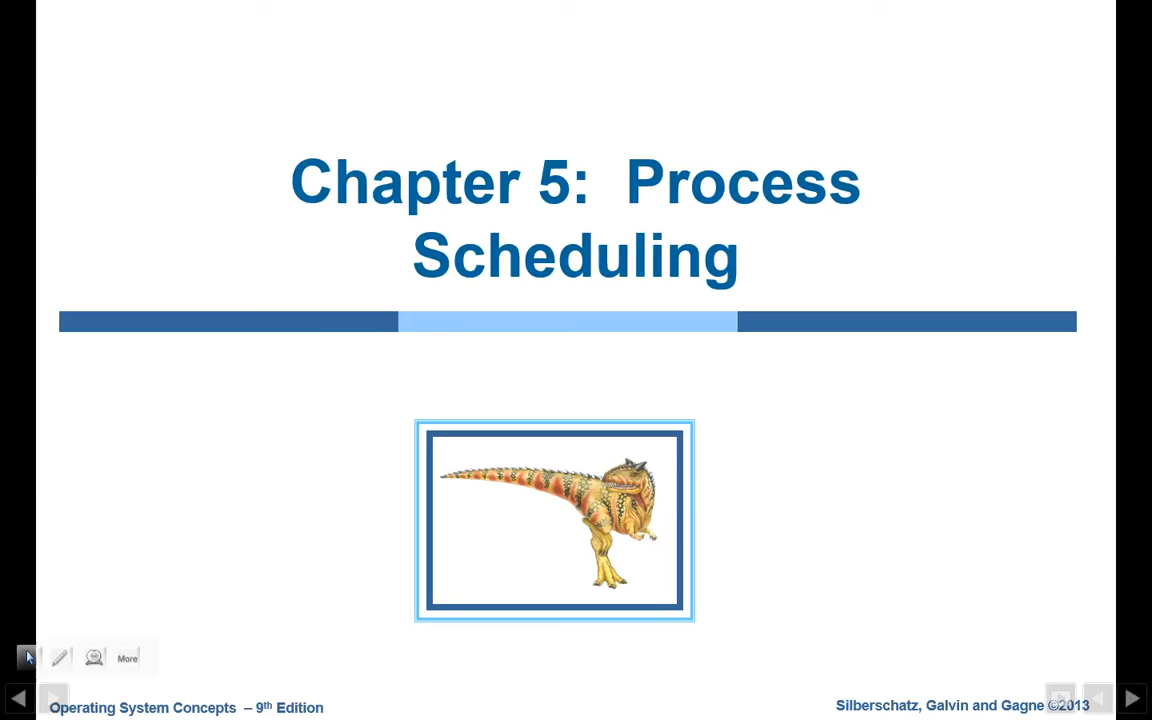 Chapter 5: Process
Scheduling
More
Operating System Concepts – 9th Edition
Silberschatz, Galvin and Gagne ©2013